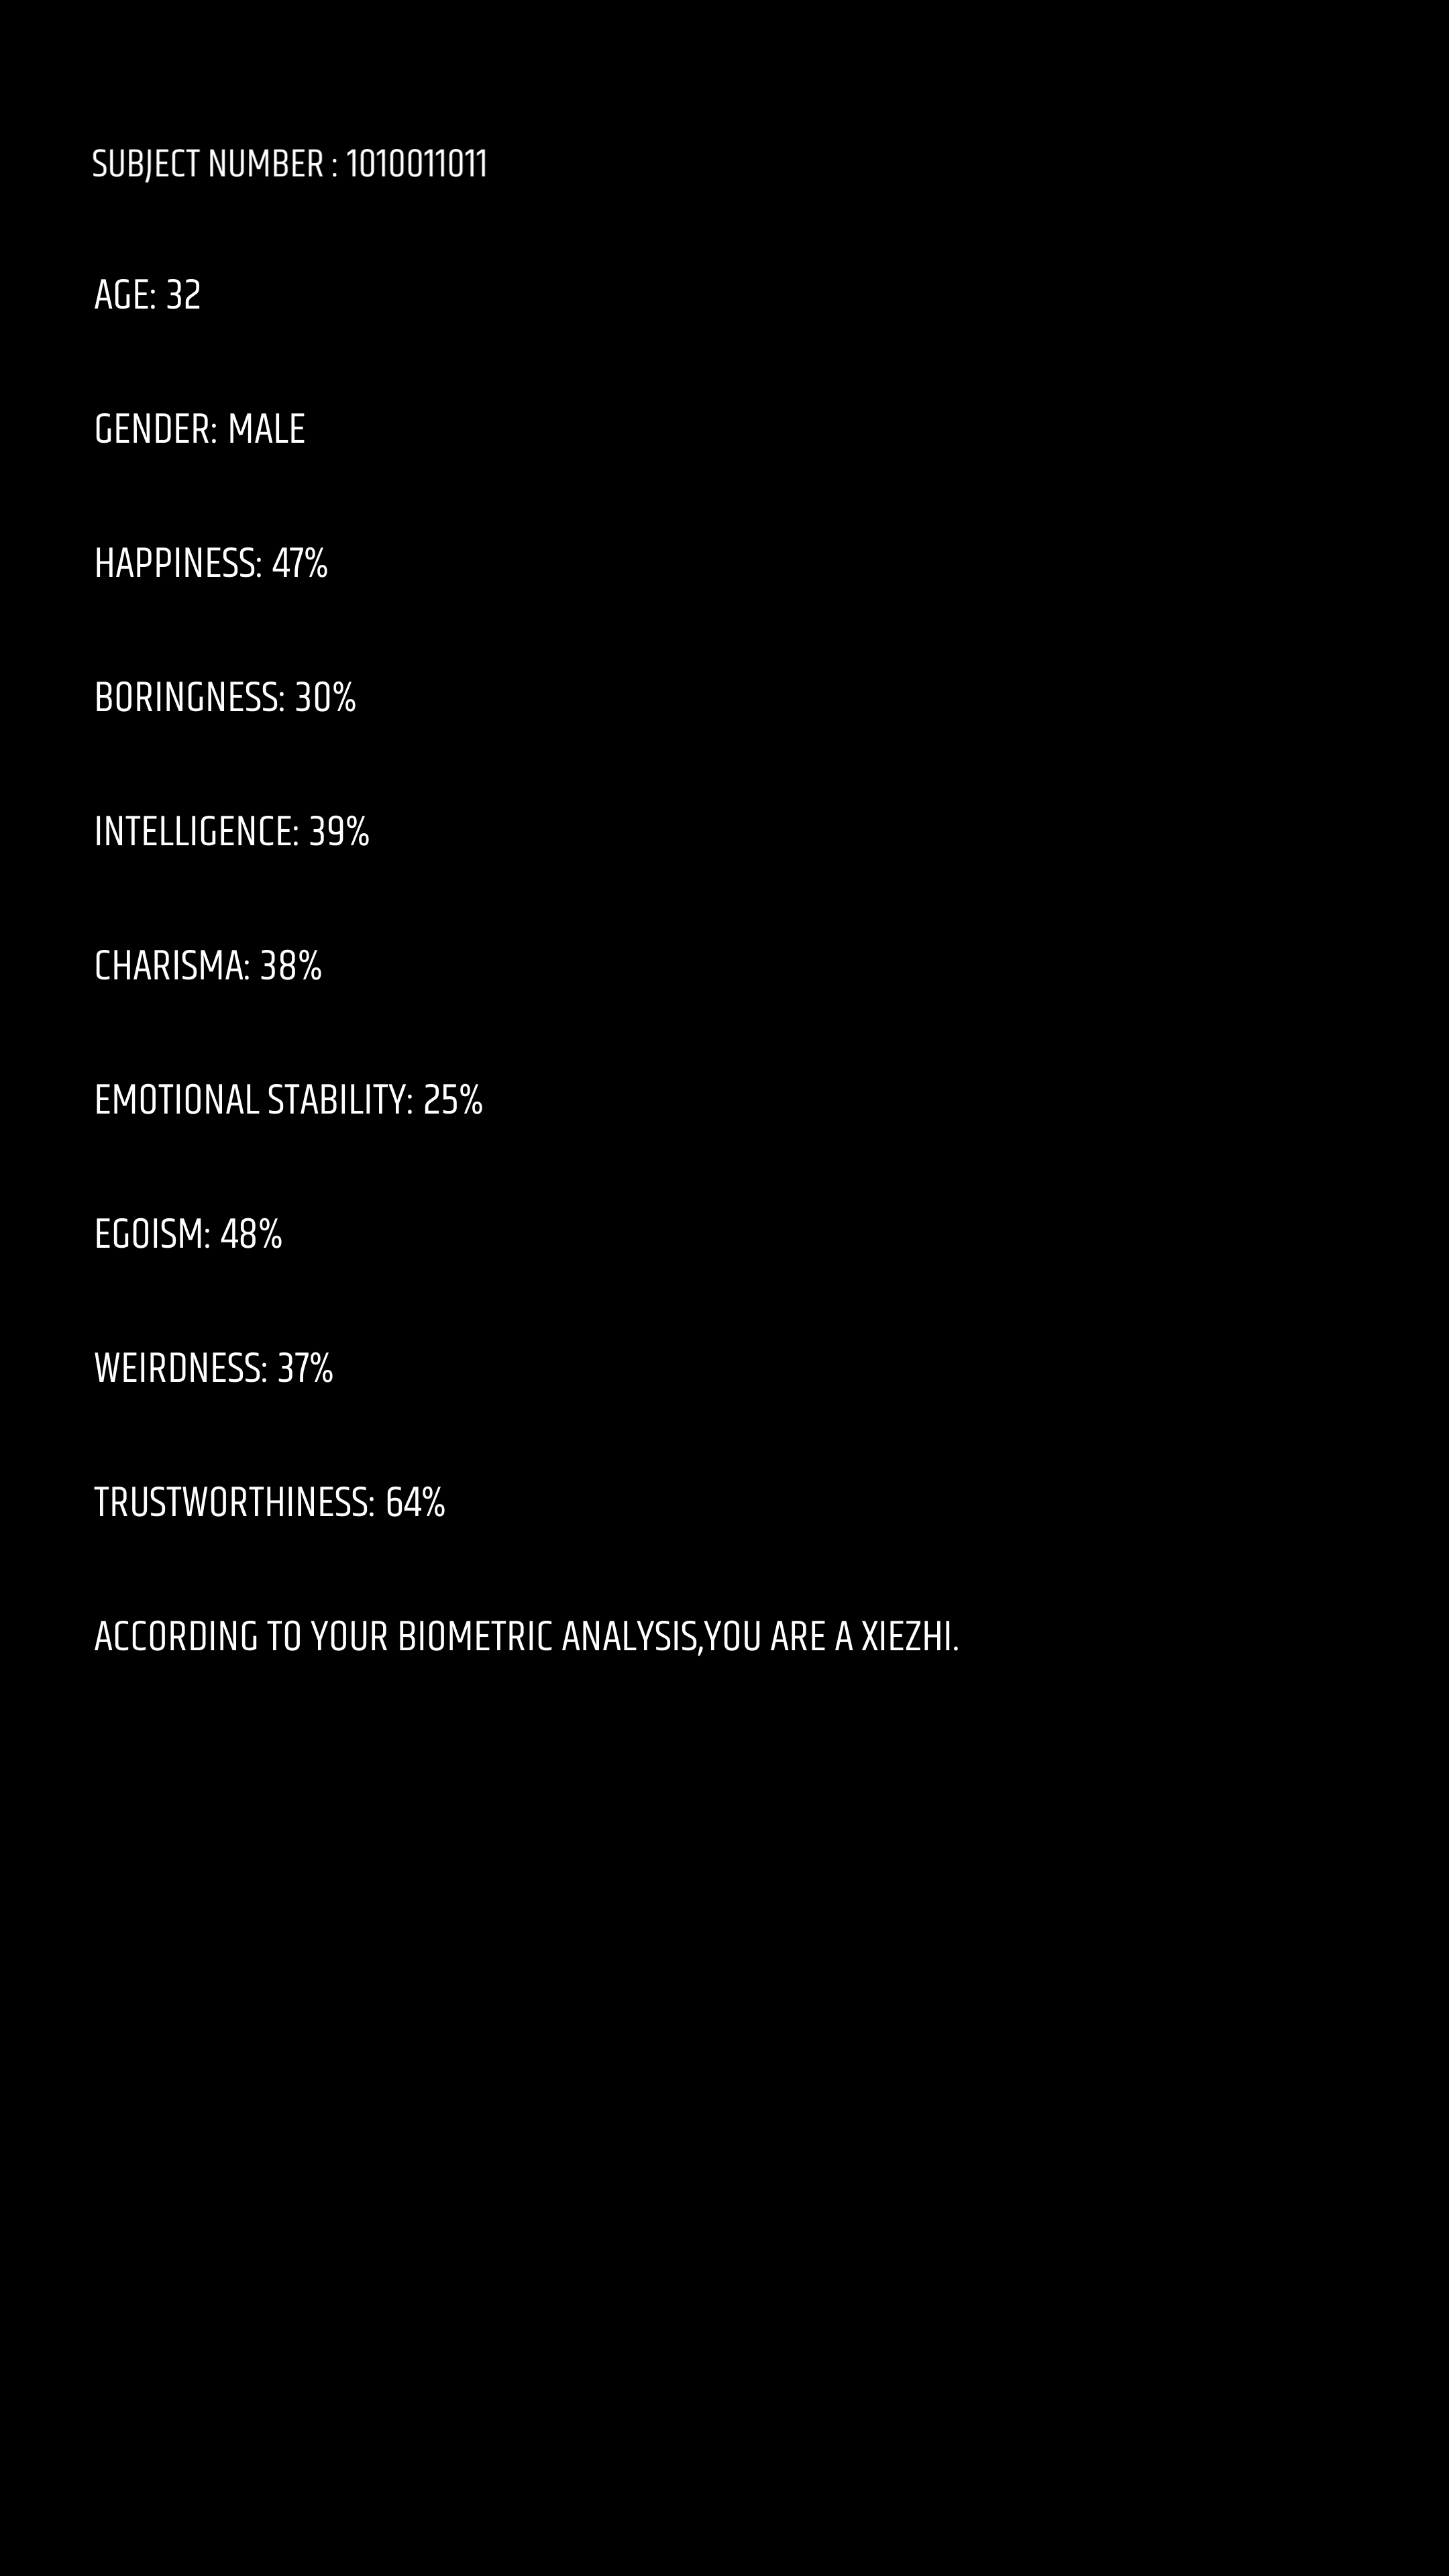 SUBJECT NUMBER : 1010011011
AGE: 32
GENDER: MALE
HAPPINESS: 47%
BORINGNESS: 30%
INTELLIGENCE: 39%
CHARISMA: 38%
EMOTIONAL STABILITY: 25%
EGOISM: 48%
WEIRDNESS: 37%
TRUSTWORTHINESS: 64%
ACCORDING TO YOUR BIOMETRIC ANALYSIS,YOU ARE A XIEZHI.